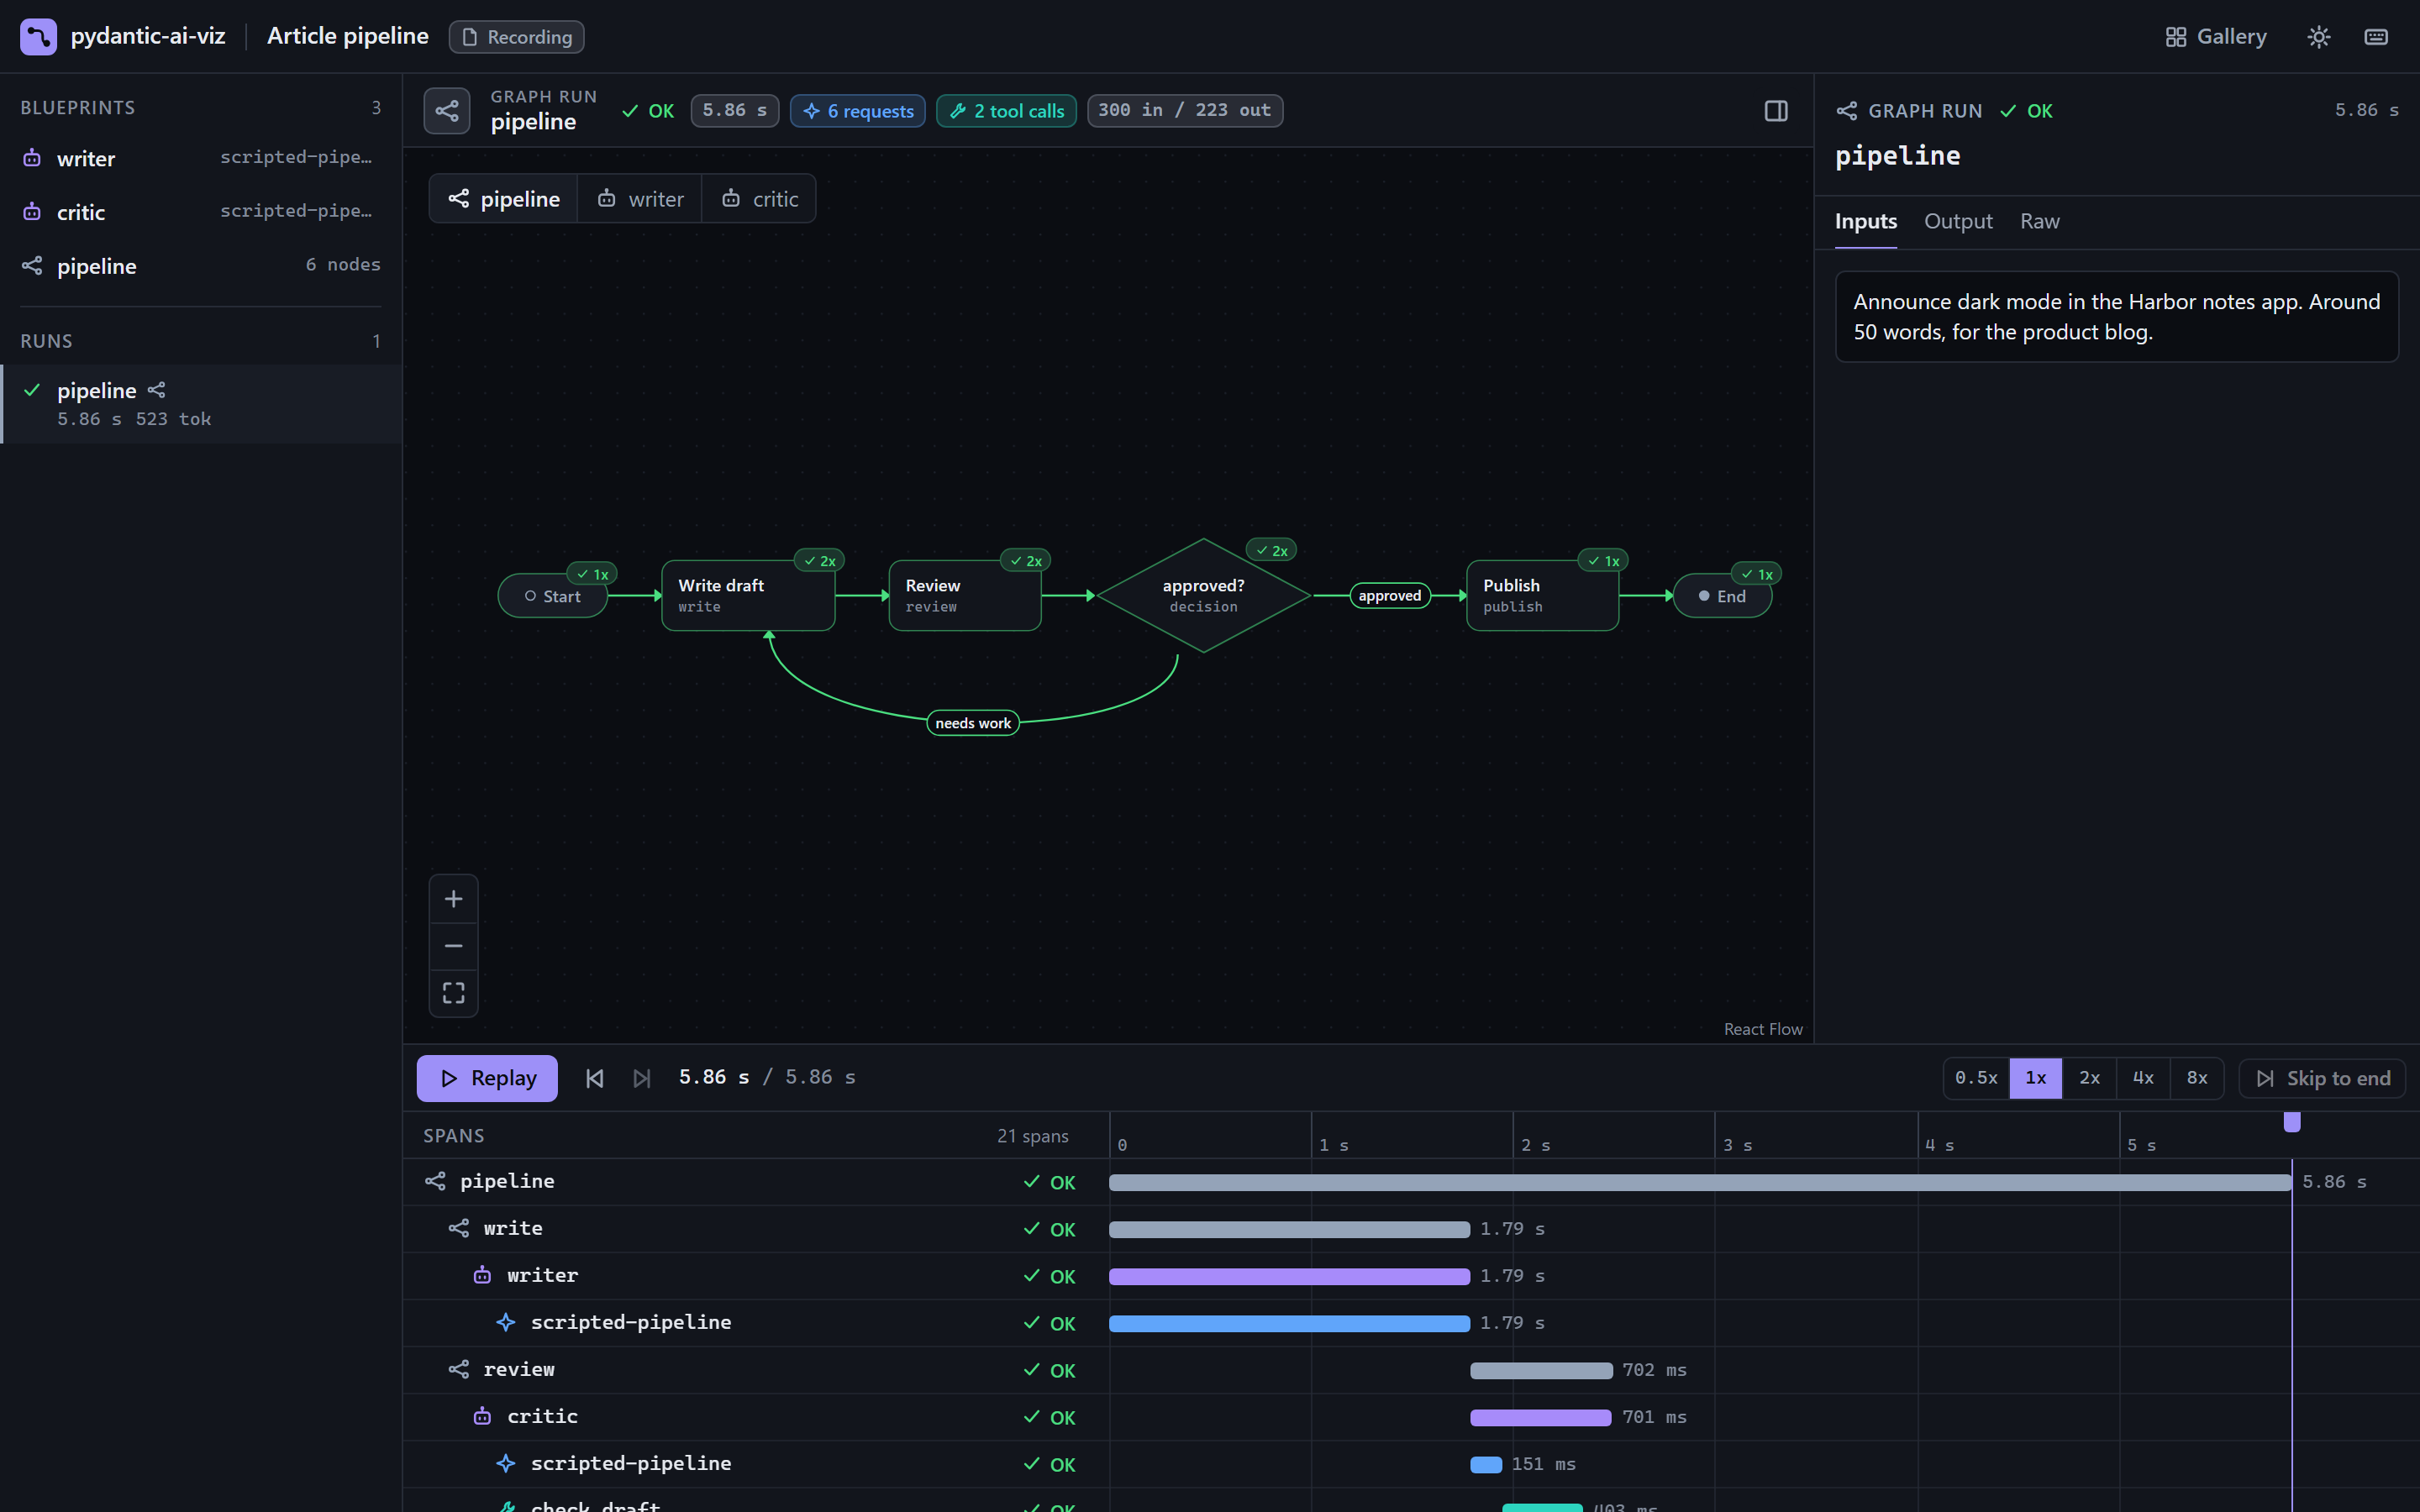 pydantic-ai-viz
Article pipeline
Recording
Gallery
BLUEPRINTS 3
writer scripted-pipe…
critic scripted-pipe…
pipeline 6 nodes
RUNS 1
pipeline
5.86 s 523 tok
GRAPH RUN
pipeline
OK
5.86 s
6 requests
2 tool calls
300 in / 223 out
pipeline
writer
critic
Start
1x
Write draft
write
2x
Review
review
2x
approved?
decision
2x
approved
Publish
publish
1x
End
1x
needs work
React Flow
GRAPH RUN OK 5.86 s
pipeline
Inputs Output Raw
Announce dark mode in the Harbor notes app. Around
50 words, for the product blog.
Replay
5.86 s / 5.86 s
0.5x 1x 2x 4x 8x
Skip to end
SPANS 21 spans
0 1 s 2 s 3 s 4 s 5 s
pipeline OK 5.86 s
write OK 1.79 s
writer OK 1.79 s
scripted-pipeline OK 1.79 s
review OK 702 ms
critic OK 701 ms
scripted-pipeline OK 151 ms
check_draft OK 403 ms